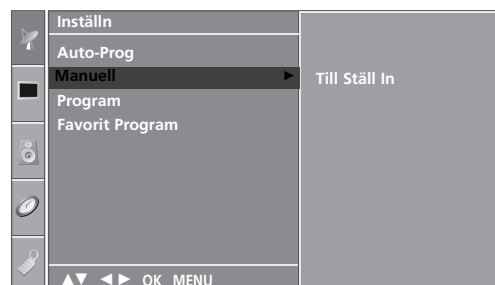 Inställn
Auto-Prog
Manuell ►
Till Ställ In
Program
Favorit Program
▲▼ ◄► OK MENU